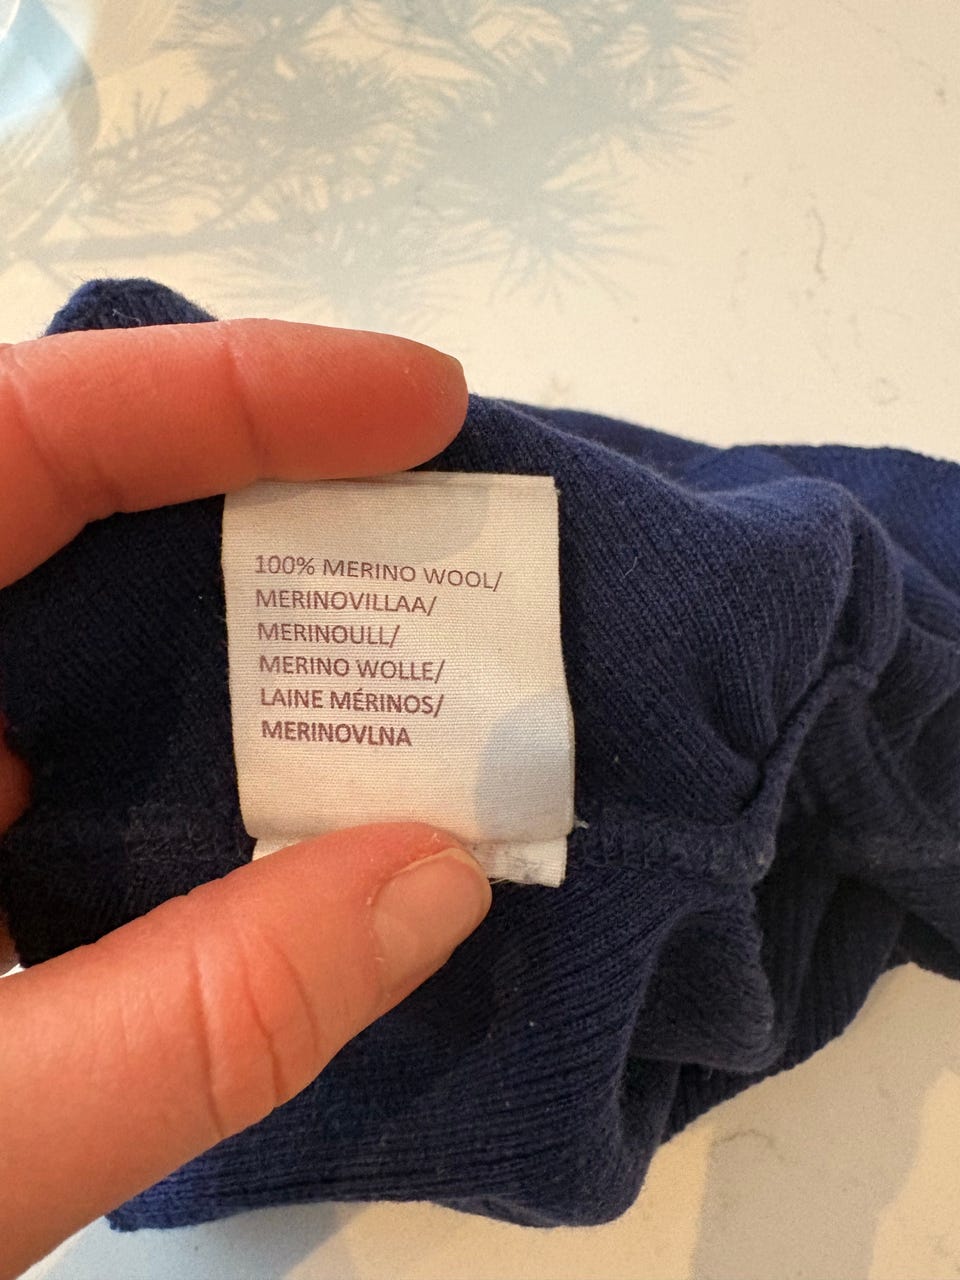 100% MERINO WOOL/
MERINOVILLAA/
MERINOULL/
MERINO WOLLE/
LAINE MÉRINOS/
MERINOVLNA